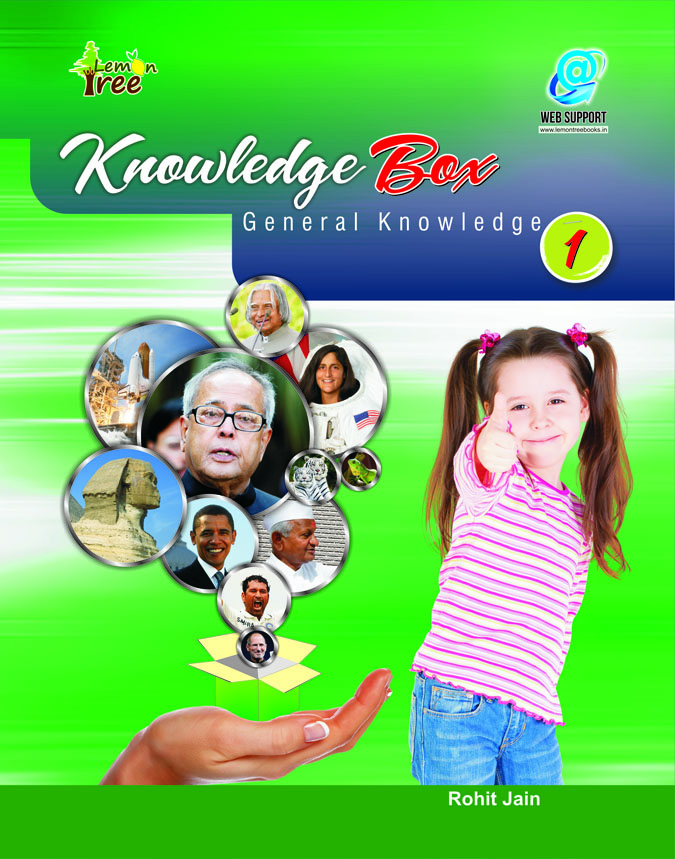 Lemon
Tree
WEB SUPPORT
www.lemontreebooks.in
Knowledge Box
General Knowledge
1
Rohit Jain